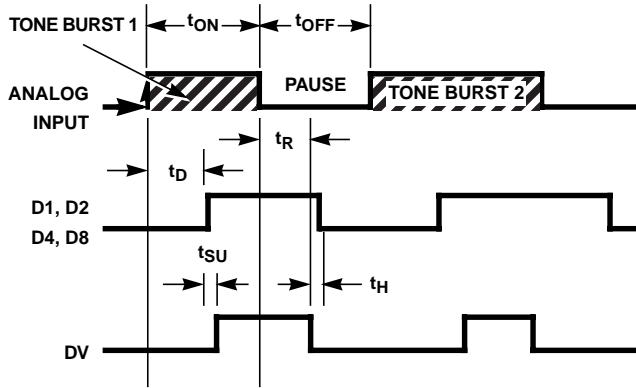 TONE BURST 1
tON
tOFF
ANALOG
INPUT
PAUSE
TONE BURST 2
tR
tD
D1, D2
D4, D8
tSU
tH
DV